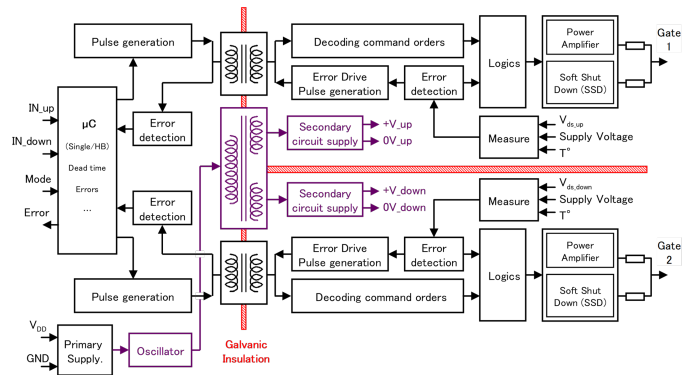 Pulse generation
Decoding command orders
Logics
Power
Amplifier
Soft Shut
Down (SSD)
Gate
1
Error Drive
Pulse generation
Error
detection
Error
detection
IN_up
IN_down
Mode
Error
μC
(Single/HB)
Dead time
Errors
...
Secondary
circuit supply
+V_up
0V_up
Measure
Vds,up
Supply Voltage
T°
Secondary
circuit supply
+V_down
0V_down
Measure
Vds,down
Supply Voltage
T°
Error
detection
Error Drive
Pulse generation
Error
detection
Logics
Power
Amplifier
Soft Shut
Down (SSD)
Gate
2
Pulse generation
Decoding command orders
VDD
GND
Primary
Supply.
Oscillator
Galvanic
Insulation